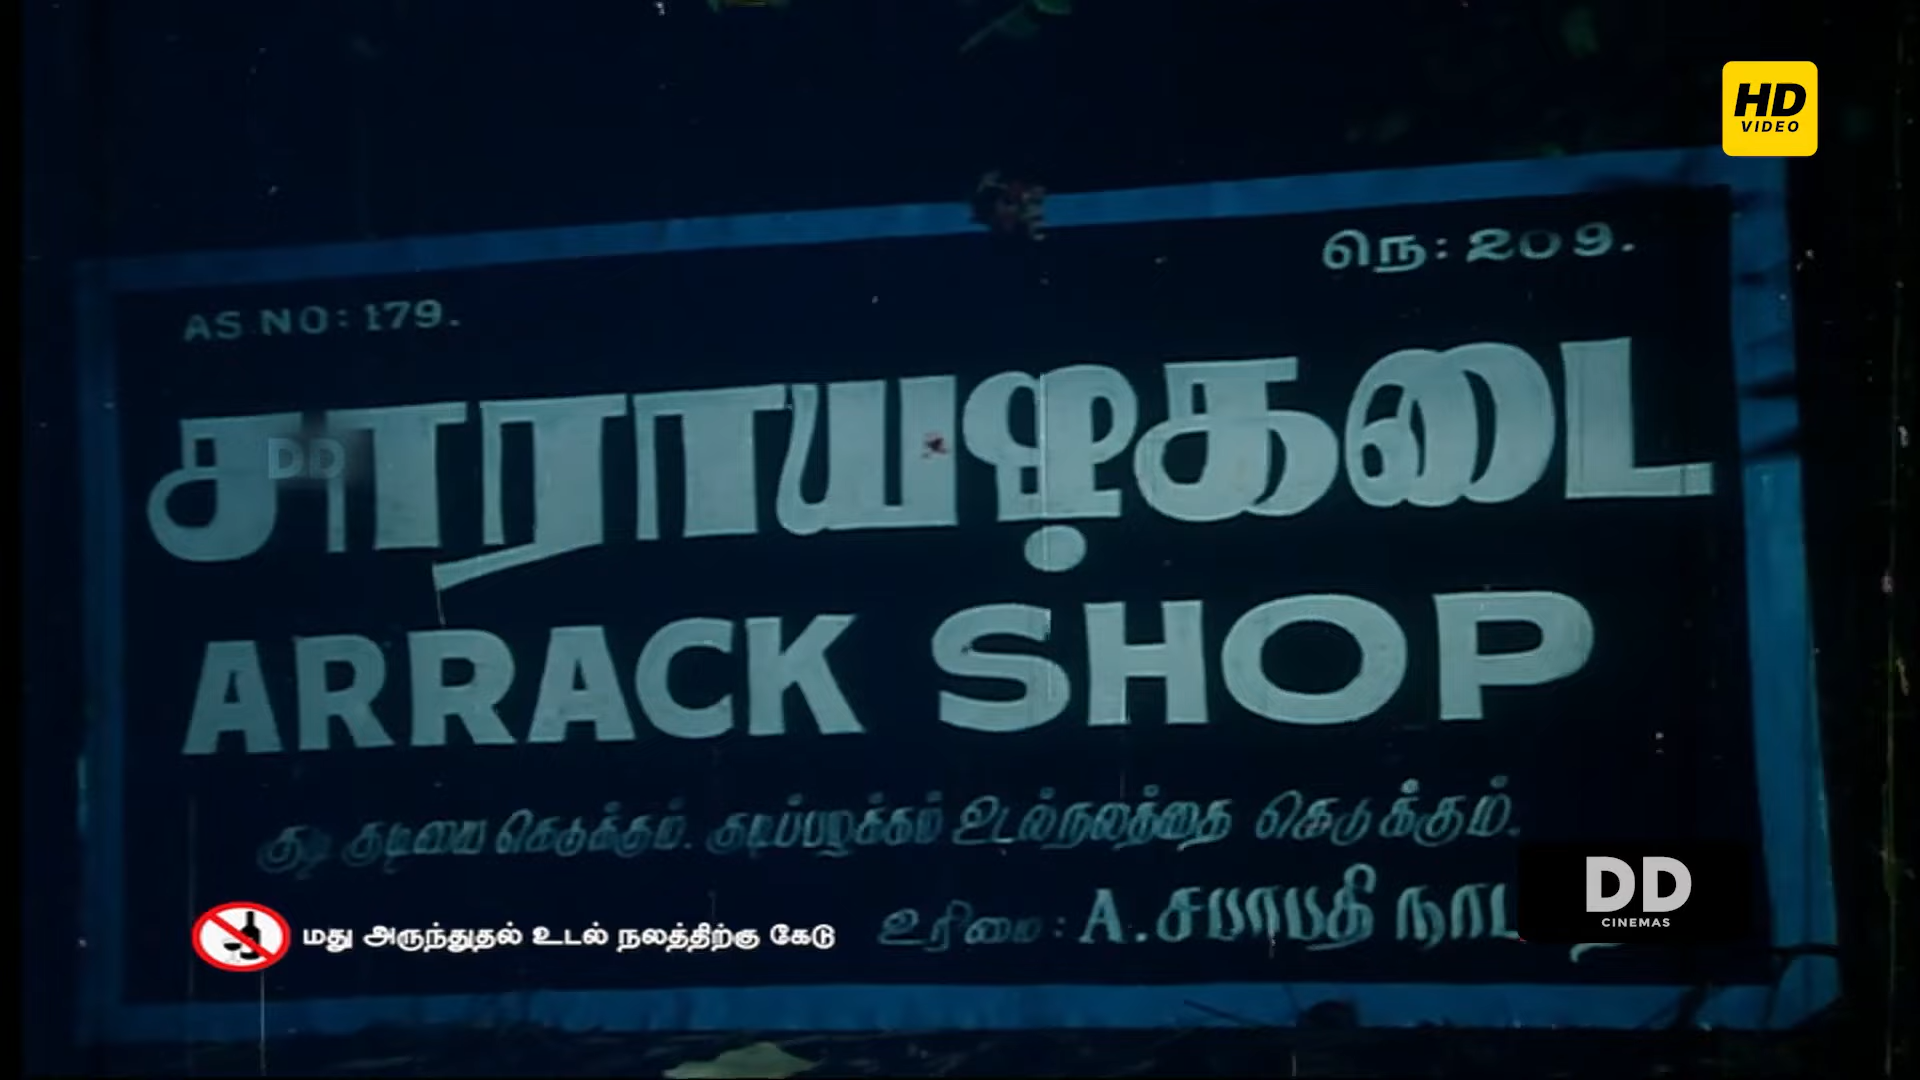 HD
VIDEO
நெ: 209.
AS.NO: 179.
சாராயக்கடை
ARRACK SHOP
குடி குடியை கெடுக்கும். குடிப்பழக்கம் உடல்நலத்தை கெடுக்கும்.
உரிமை: A. சபாபதி
மது அருந்துதல் உடல் நலத்திற்கு கேடு
DD
CINEMAS
DD